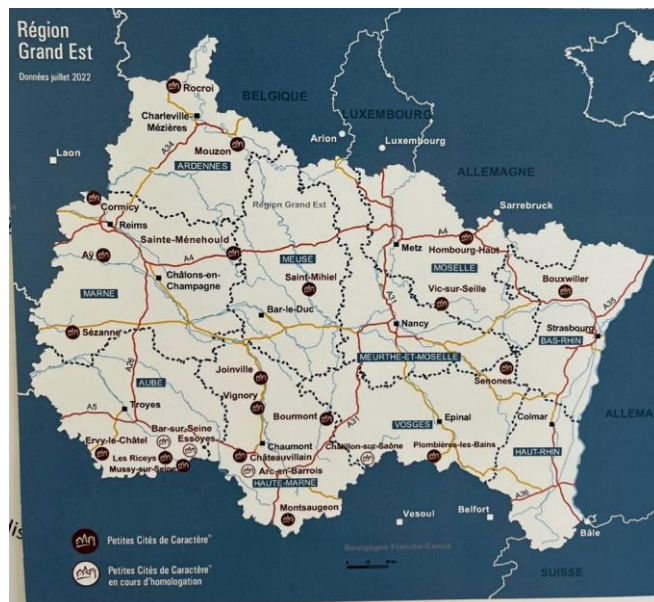 Région
Grand Est
Données juillet 2022
Rocroi
BELGIQUE
Charleville-
Mézières
LUXEMBOURG
Arlon
Luxembourg
Laon
A34
Mouzon
ARDENNES
ALLEMAGNE
Cormicy
Région Grand Est
Sarrebruck
Reims
Sainte-Ménehould
A4
Metz
Hombourg-Haut
Aÿ
A4
MEUSE
MOSELLE
Châlons-en-
Champagne
Saint-Mihiel
Vic-sur-Seille
Bouxwiller
MARNE
A31
A35
Bar-le-Duc
Nancy
Strasbourg
Sézanne
BAS-RHIN
MEURTHE-ET-MOSELLE
A26
Joinville
Senones
AUBE
Vignory
A5
Troyes
Bourmont
A31
VOSGES
Epinal
Colmar
ALLEMA
Bar-sur-Seine
Ervy-le-Châtel
Essoyes
Chaumont
Châtillon-sur-Saône
Plombières-les-Bains
Les Riceys
Châteauvillain
HAUT-RHIN
Mussy-sur-Seine
Arc-en-Barrois
HAUTE-MARNE
A36
Montsaugeon
Vesoul
Belfort
Bâle
Petites Cités de Caractère®
Bourgogne Franche-Comté
Petites Cités de Caractère®
en cours d'homologation
SUISSE